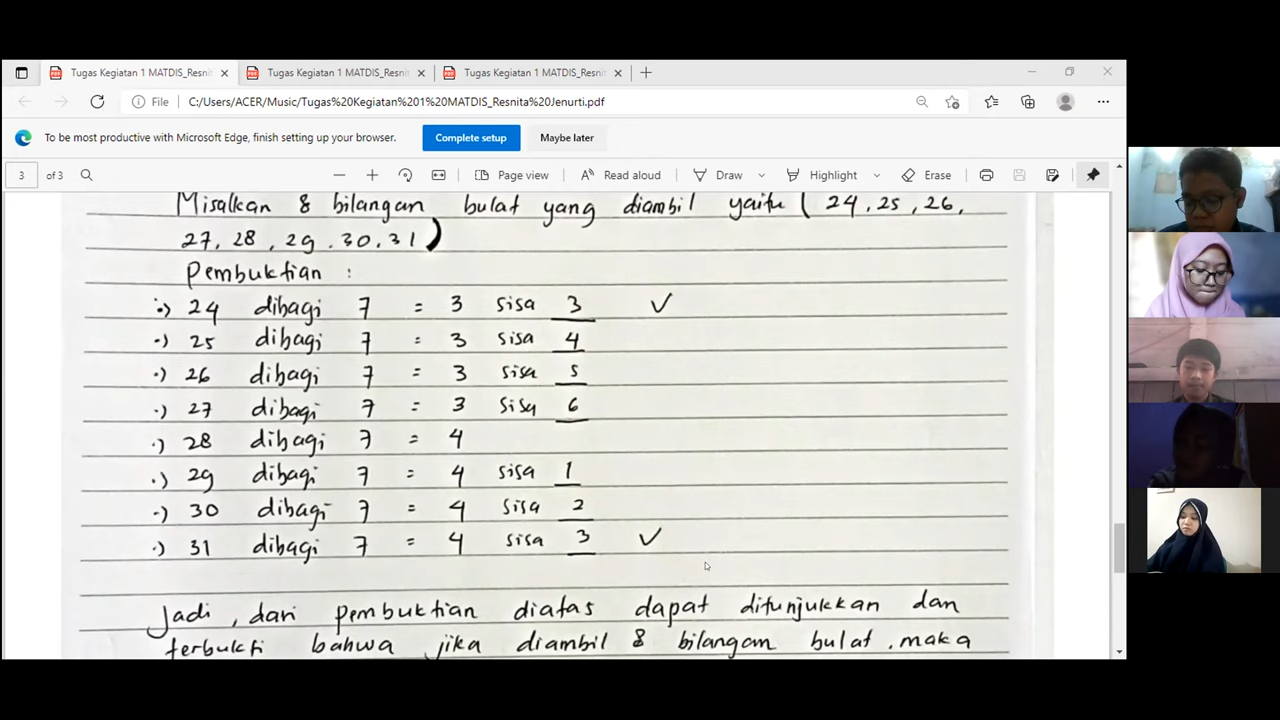 Tugas Kegiatan 1 MATDIS_Resnit
Tugas Kegiatan 1 MATDIS_Resnit
Tugas Kegiatan 1 MATDIS_Resnit
File
C:/Users/ACER/Music/Tugas%20Kegiatan%201%20MATDIS_Resnita%20Jenurti.pdf
To be most productive with Microsoft Edge, finish setting up your browser.
Complete setup
Maybe later
3 of 3
Page view
Read aloud
Draw
Highlight
Erase
Misalkan 8 bilangan bulat yang diambil yaitu ( 24, 25, 26,
27, 28, 29, 30, 31 )
Pembuktian :
·) 24 dibagi 7 = 3 sisa 3 ✓
·) 25 dibagi 7 = 3 sisa 4
·) 26 dibagi 7 = 3 sisa 5
·) 27 dibagi 7 = 3 sisa 6
·) 28 dibagi 7 = 4
·) 29 dibagi 7 = 4 sisa 1
·) 30 dibagi 7 = 4 sisa 2
·) 31 dibagi 7 = 4 sisa 3 ✓
Jadi, dari pembuktian diatas dapat ditunjukkan dan
terbukti bahwa jika diambil 8 bilangan bulat, maka